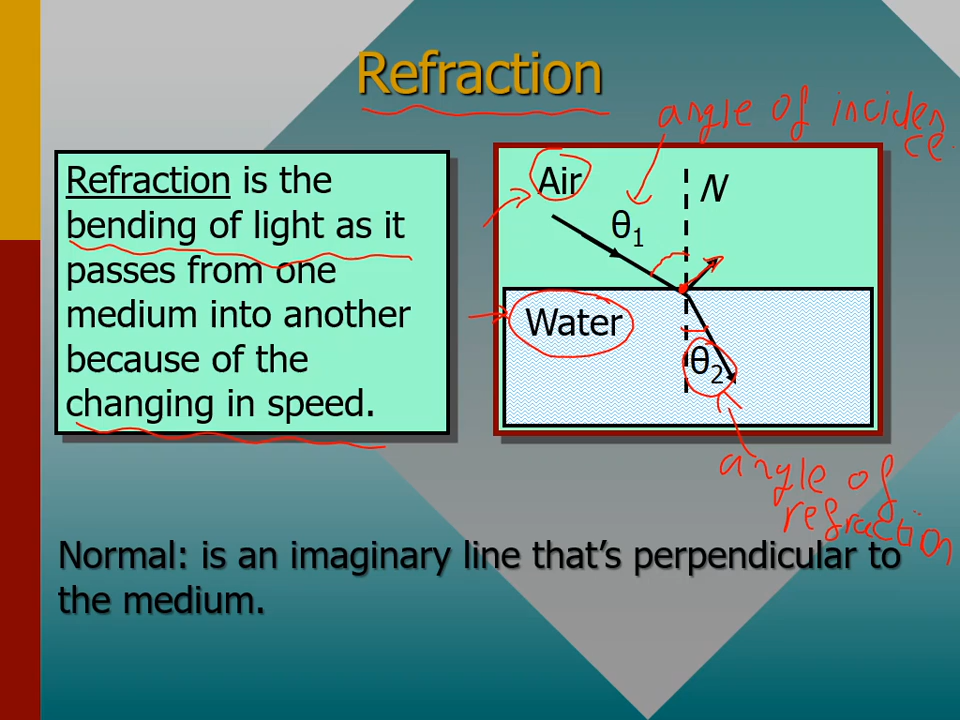 Refraction
angle of inciden
ce.
Refraction is the
bending of light as it
passes from one
medium into another
because of the
changing in speed.
Air
N
θ1
Water
θ2
angle of
refraction
Normal: is an imaginary line that’s perpendicular to
the medium.